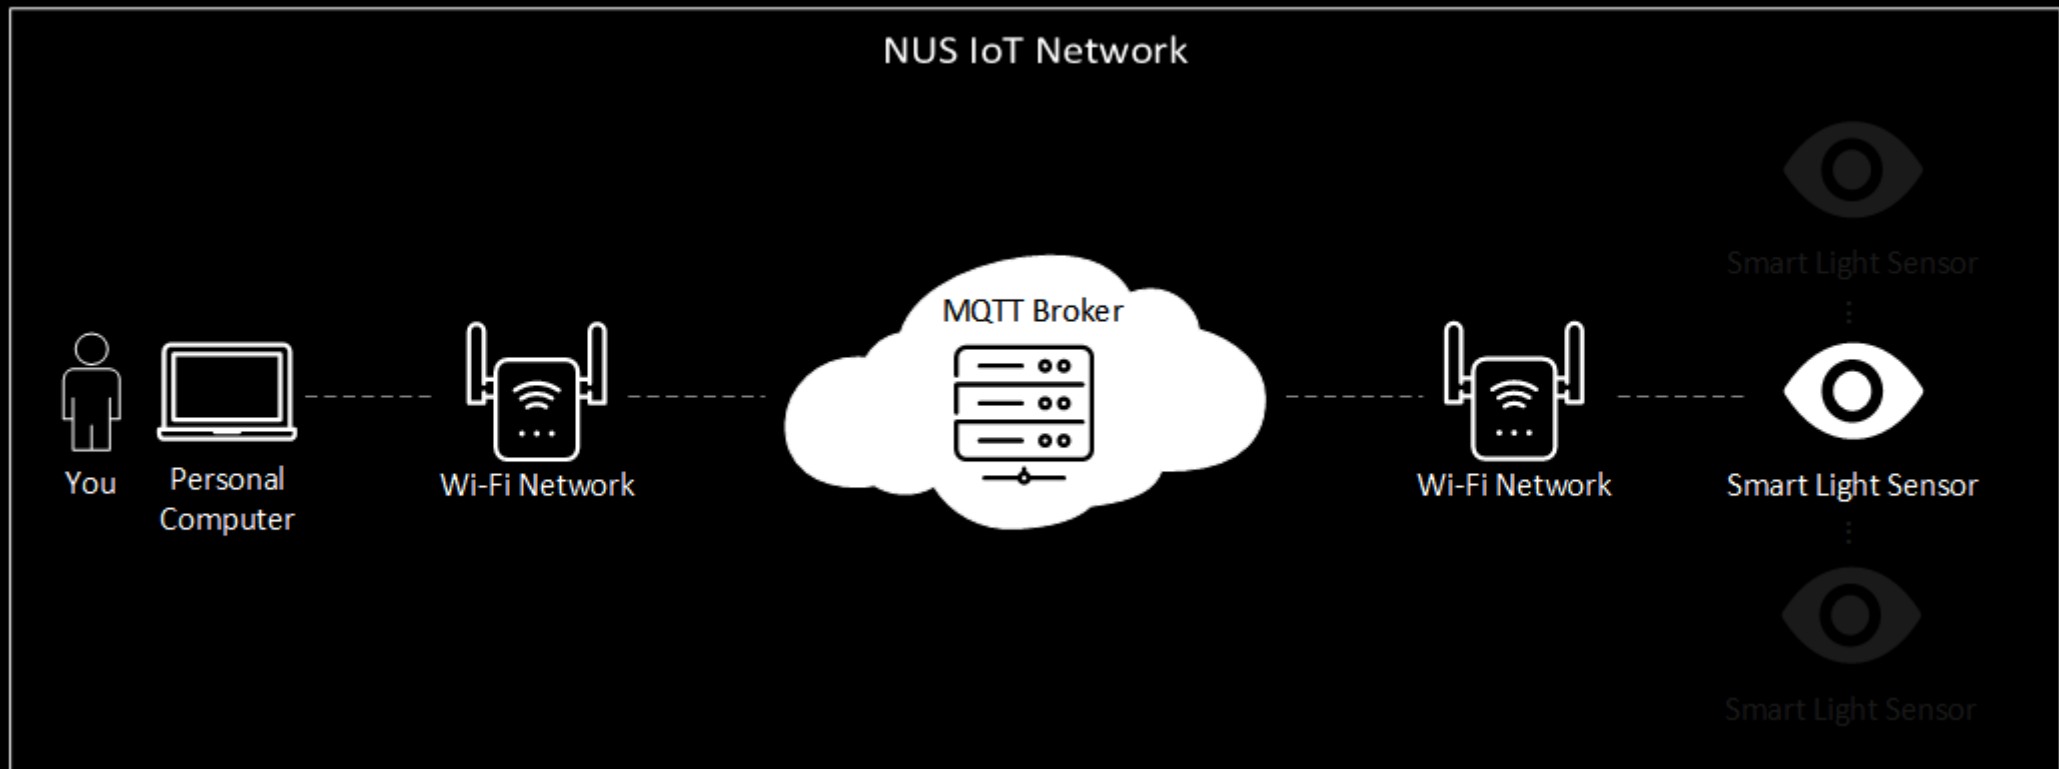 NUS IoT Network
Smart Light Sensor
MQTT Broker
You
Personal
Computer
Wi-Fi Network
Wi-Fi Network
Smart Light Sensor
Smart Light Sensor